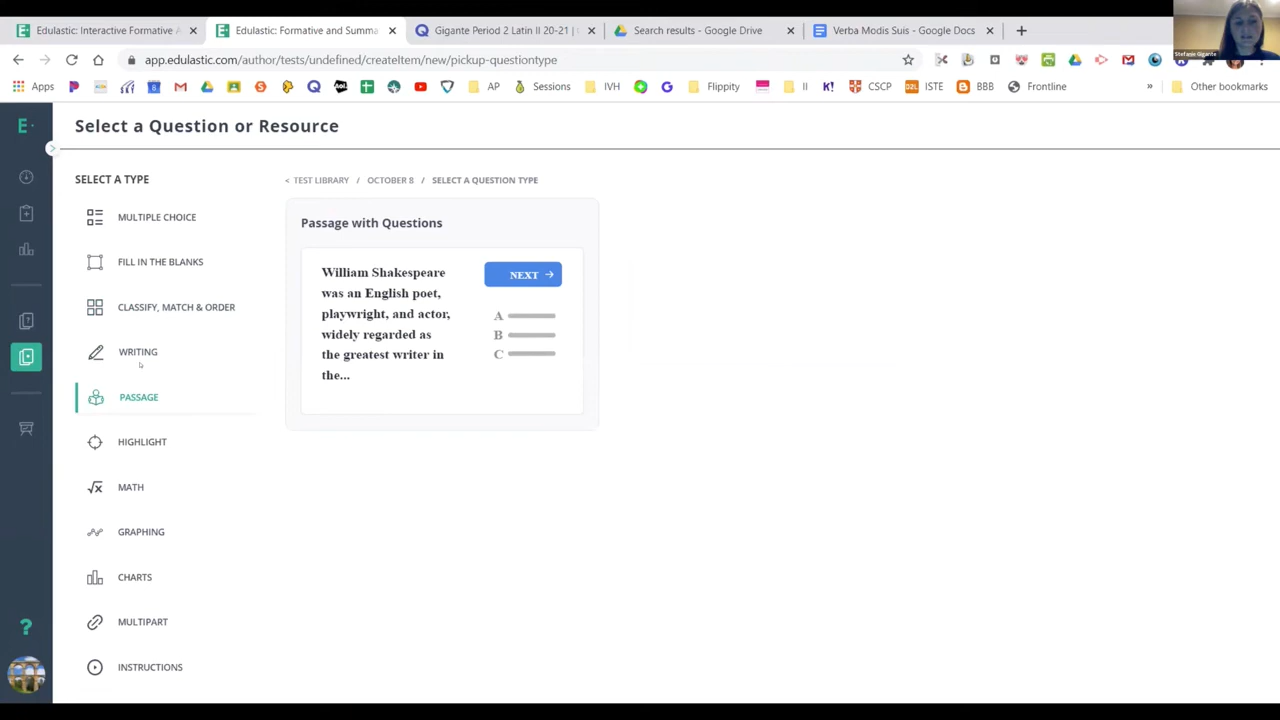 Edulastic: Interactive Formative A
Edulastic: Formative and Summa
Gigante Period 2 Latin II 20-21 |
Search results - Google Drive
Verba Modis Suis - Google Docs
Stefanie Gigante
app.edulastic.com/author/tests/undefined/createItem/new/pickup-questiontype
Apps
AP
Sessions
IVH
Flippity
II
K!
CSCP
D2L
ISTE
BBB
Frontline
»
Other bookmarks
Select a Question or Resource
SELECT A TYPE
< TEST LIBRARY / OCTOBER 8 / SELECT A QUESTION TYPE
MULTIPLE CHOICE
FILL IN THE BLANKS
CLASSIFY, MATCH & ORDER
WRITING
PASSAGE
HIGHLIGHT
MATH
GRAPHING
CHARTS
MULTIPART
INSTRUCTIONS
Passage with Questions
William Shakespeare
was an English poet,
playwright, and actor,
widely regarded as
the greatest writer in
the...
NEXT →
A
B
C